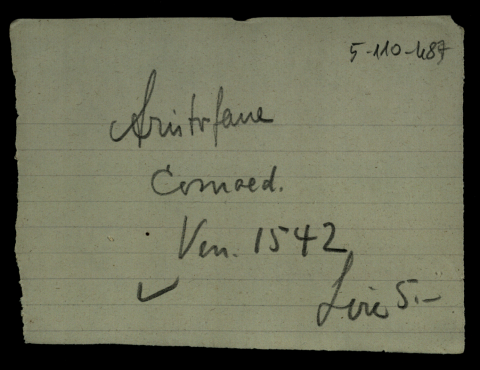 5-110-487
Aristofane
Comoed.
Ven. 1542
Lire 5.-